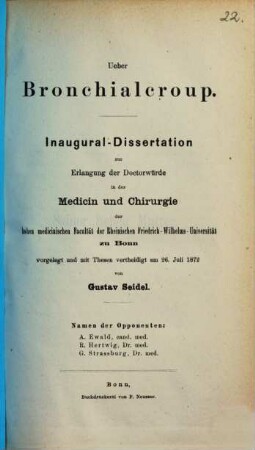 22.
Ueber
Bronchialcroup.
Inaugural-Dissertation
zur
Erlangung der Doctorwürde
in der
Medicin und Chirurgie
der
hohen medicinischen Facultät der Rheinischen Friedrich-Wilhelms-Universität
zu Bonn
vorgelegt und mit Thesen vertheidigt am 26. Juli 1872
von
Gustav Seidel.
Namen der Opponenten:
A. Ewald, cand. med.
R. Hertwig, Dr. med.
G. Strassburg, Dr. med.
Bonn,
Buchdruckerei von P. Neusser.